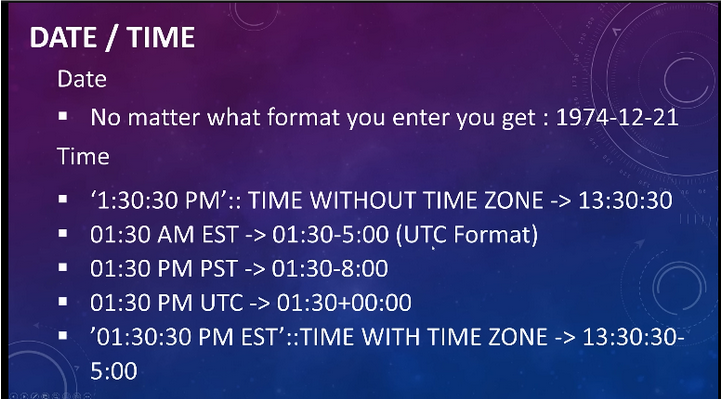 DATE / TIME
Date
▪ No matter what format you enter you get : 1974-12-21
Time
▪ ‘1:30:30 PM’:: TIME WITHOUT TIME ZONE -> 13:30:30
▪ 01:30 AM EST -> 01:30-5:00 (UTC Format)
▪ 01:30 PM PST -> 01:30-8:00
▪ 01:30 PM UTC -> 01:30+00:00
▪ ’01:30:30 PM EST’::TIME WITH TIME ZONE -> 13:30:30-
5:00